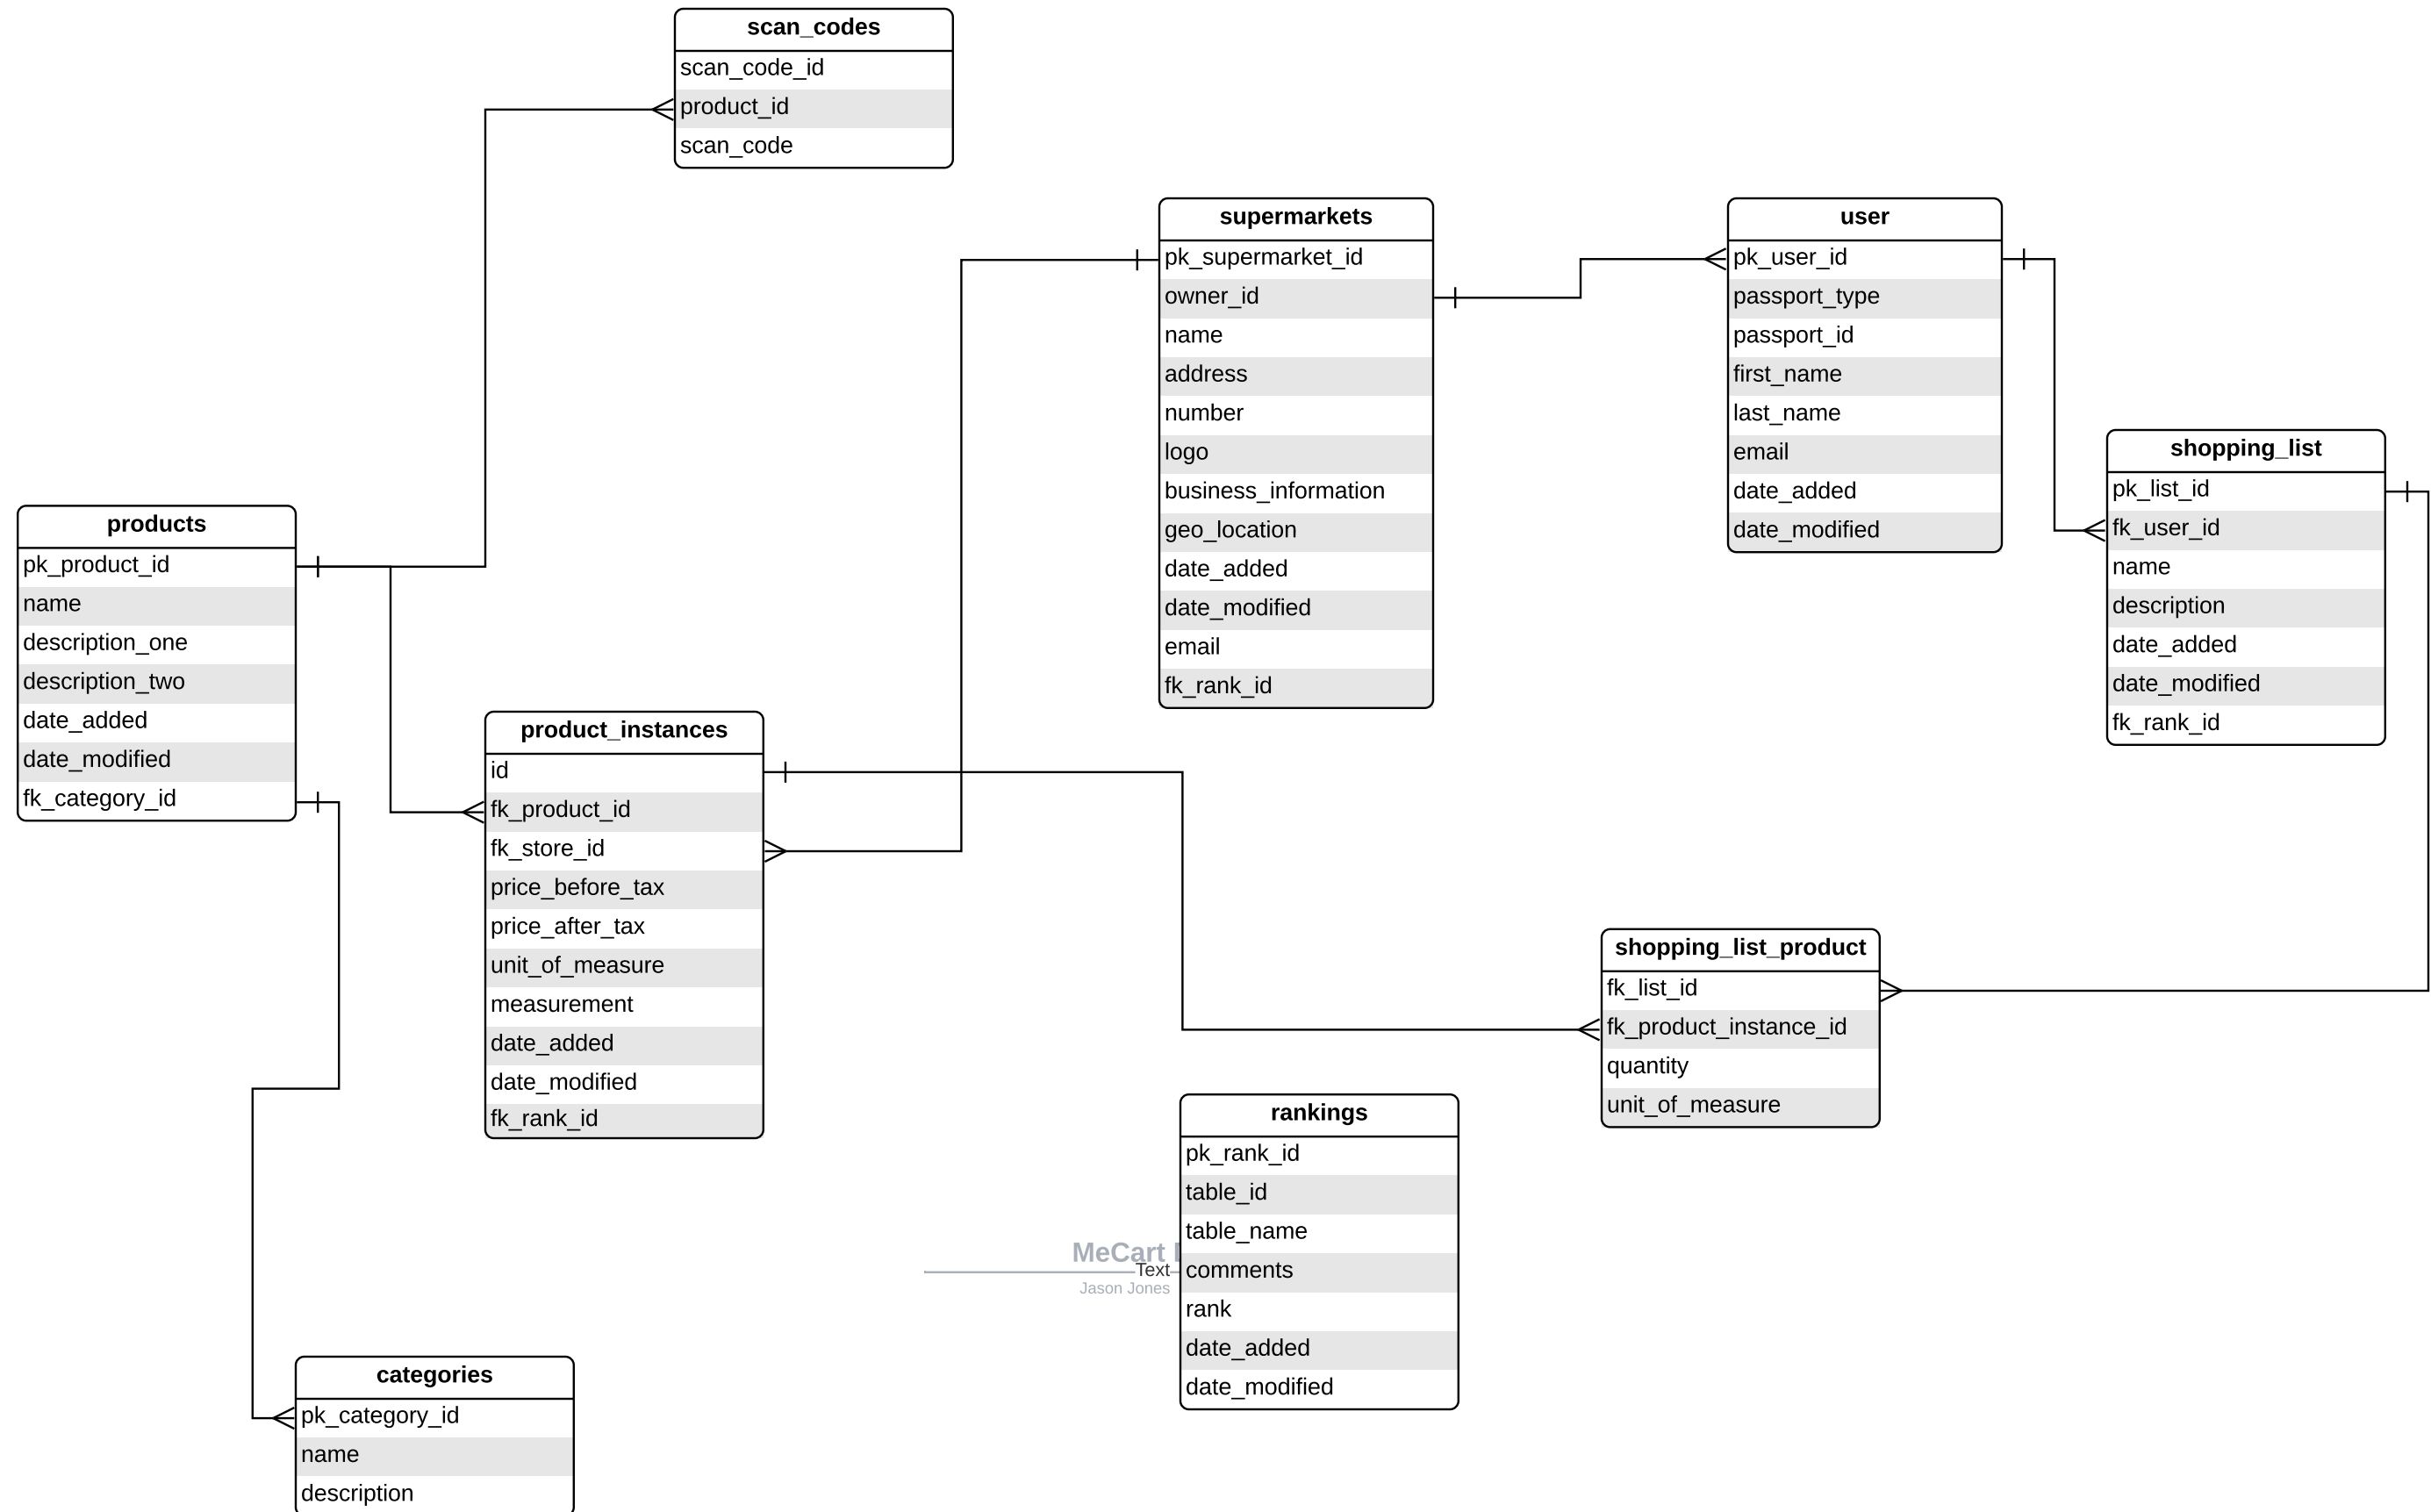 scan_codes
scan_code_id
product_id
scan_code
supermarkets
pk_supermarket_id
owner_id
name
address
number
logo
business_information
geo_location
date_added
date_modified
email
fk_rank_id
user
pk_user_id
passport_type
passport_id
first_name
last_name
email
date_added
date_modified
shopping_list
pk_list_id
fk_user_id
name
description
date_added
date_modified
fk_rank_id
products
pk_product_id
name
description_one
description_two
date_added
date_modified
fk_category_id
product_instances
id
fk_product_id
fk_store_id
price_before_tax
price_after_tax
unit_of_measure
measurement
date_added
date_modified
fk_rank_id
shopping_list_product
fk_list_id
fk_product_instance_id
quantity
unit_of_measure
rankings
pk_rank_id
table_id
table_name
comments
rank
date_added
date_modified
MeCart
Text
Jason Jones
categories
pk_category_id
name
description